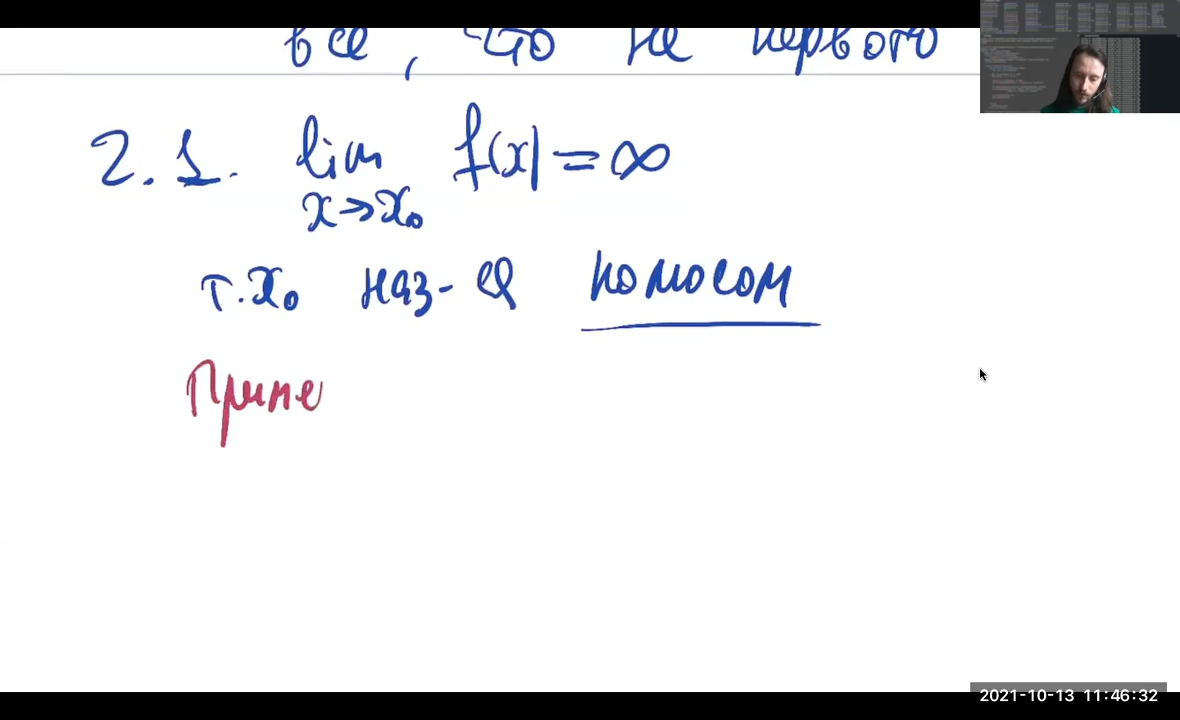 все, что не первого
2.1. lim f(x) = ∞
x→x₀
т. x₀ наз-ся полюсом
Приме
2021-10-13 11:46:32